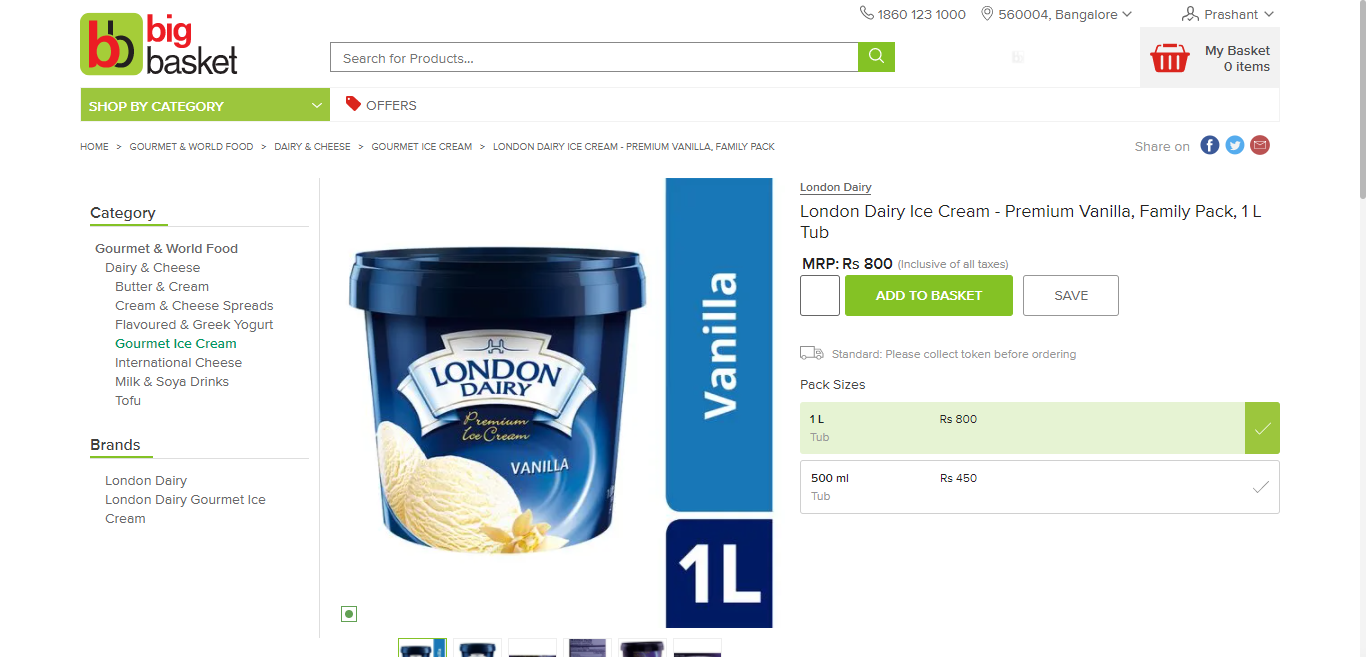 big
basket
bb
1860 123 1000
560004, Bangalore
Prashant
Search for Products...
My Basket
0 items
SHOP BY CATEGORY
OFFERS
HOME > GOURMET & WORLD FOOD > DAIRY & CHEESE > GOURMET ICE CREAM > LONDON DAIRY ICE CREAM - PREMIUM VANILLA, FAMILY PACK
Share on
Category
Gourmet & World Food
Dairy & Cheese
Butter & Cream
Cream & Cheese Spreads
Flavoured & Greek Yogurt
Gourmet Ice Cream
International Cheese
Milk & Soya Drinks
Tofu
Brands
London Dairy
London Dairy Gourmet Ice
Cream
LONDON
DAIRY
Premium
Ice Cream
VANILLA
Vanilla
1L
London Dairy
London Dairy Ice Cream - Premium Vanilla, Family Pack, 1 L
Tub
MRP: Rs 800 (Inclusive of all taxes)
ADD TO BASKET
SAVE
Standard: Please collect token before ordering
Pack Sizes
1 L Rs 800
Tub
500 ml Rs 450
Tub